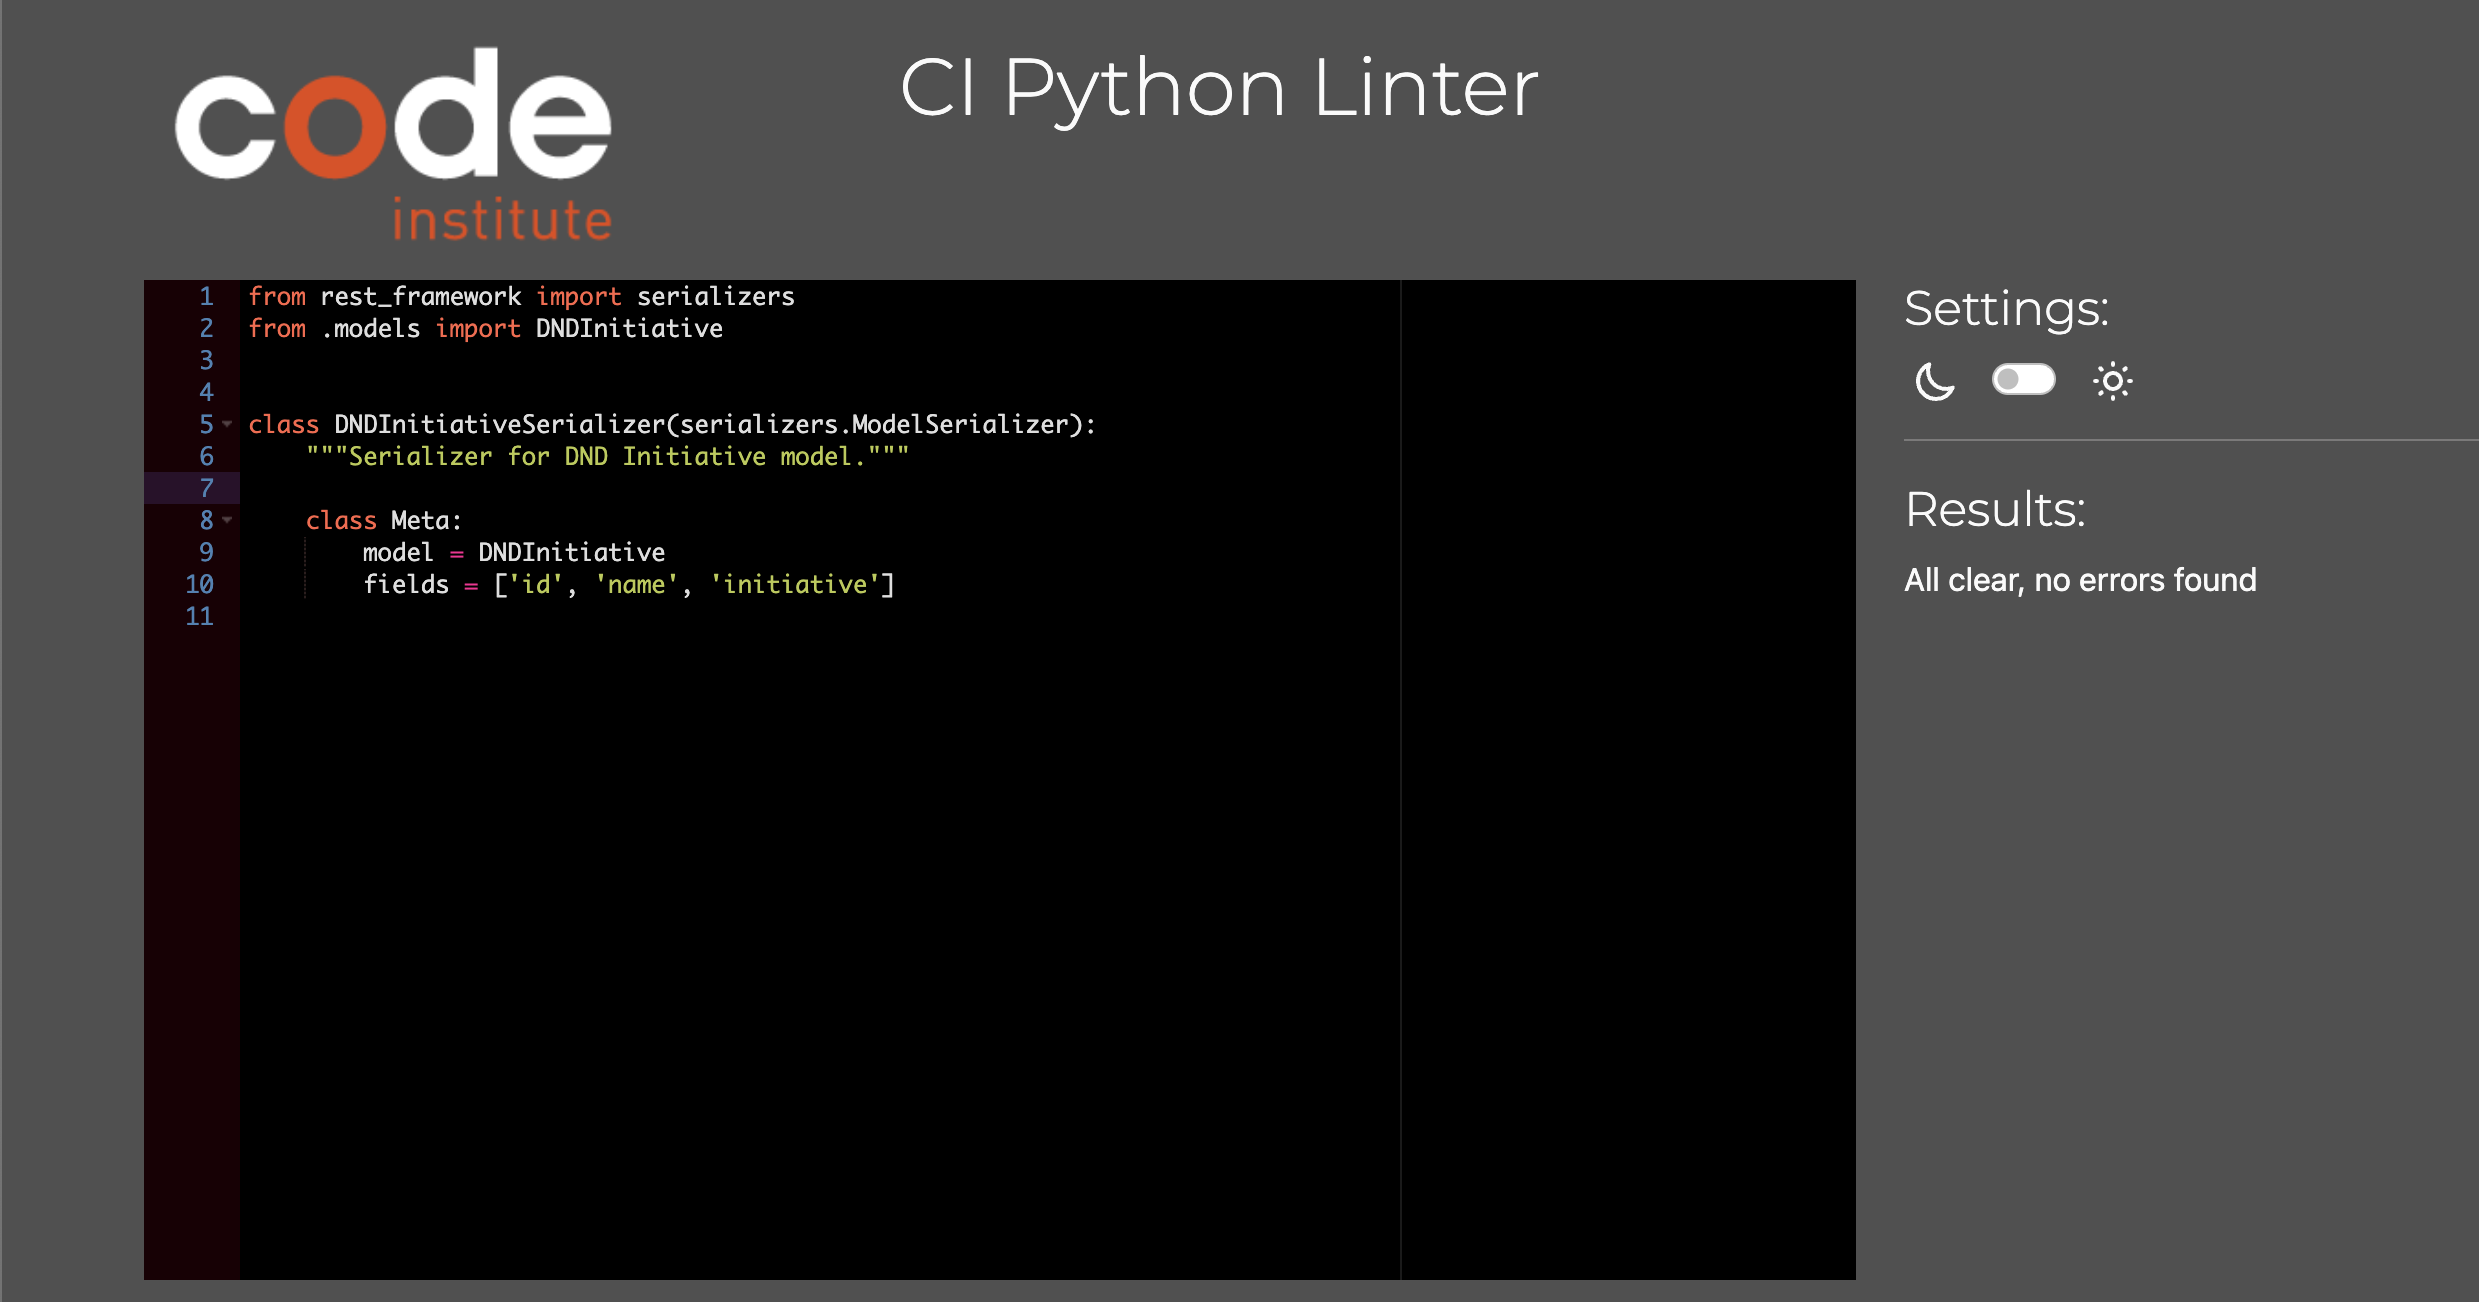 code
institute
CI Python Linter
1 from rest_framework import serializers
2 from .models import DNDInitiative
3
4
5 class DNDInitiativeSerializer(serializers.ModelSerializer):
6     """Serializer for DND Initiative model."""
7
8     class Meta:
9         model = DNDInitiative
10         fields = ['id', 'name', 'initiative']
11
Settings:
Results:
All clear, no errors found